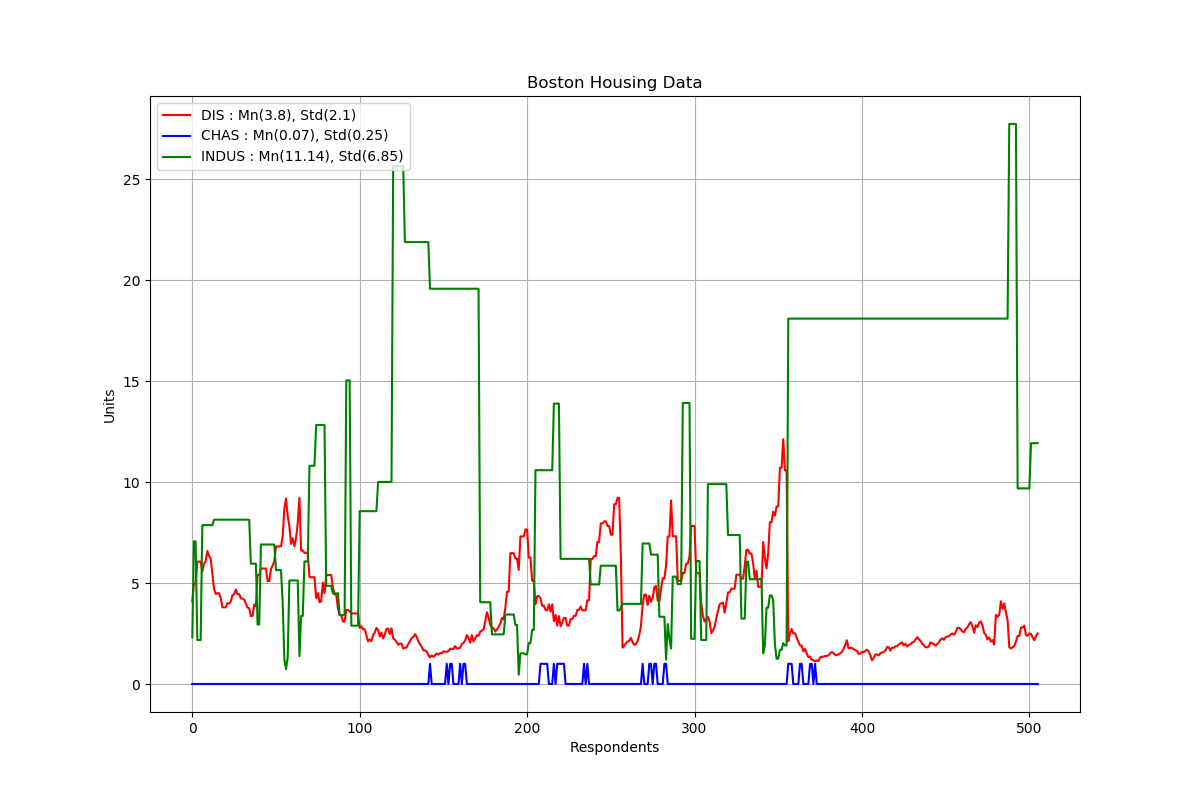 Boston Housing Data
DIS : Mn(3.8), Std(2.1)
CHAS : Mn(0.07), Std(0.25)
INDUS : Mn(11.14), Std(6.85)
25
20
15
10
5
0
Units
0 100 200 300 400 500
Respondents